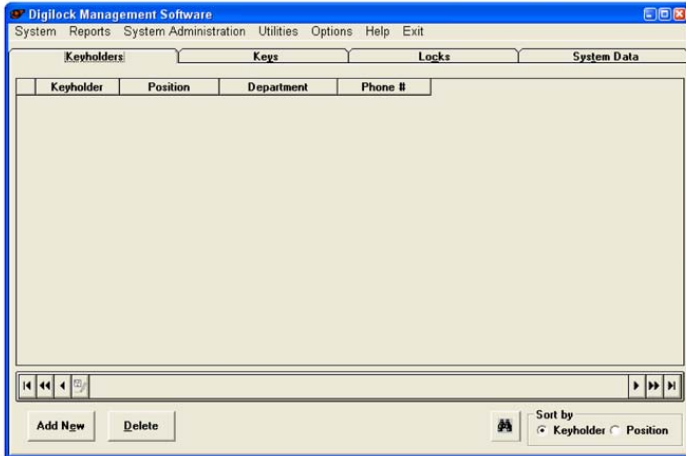 Digilock Management Software
System Reports System Administration Utilities Options Help Exit
Keyholders Keys Locks System Data
Keyholder Position Department Phone #
Add New Delete
Sort by
Keyholder Position